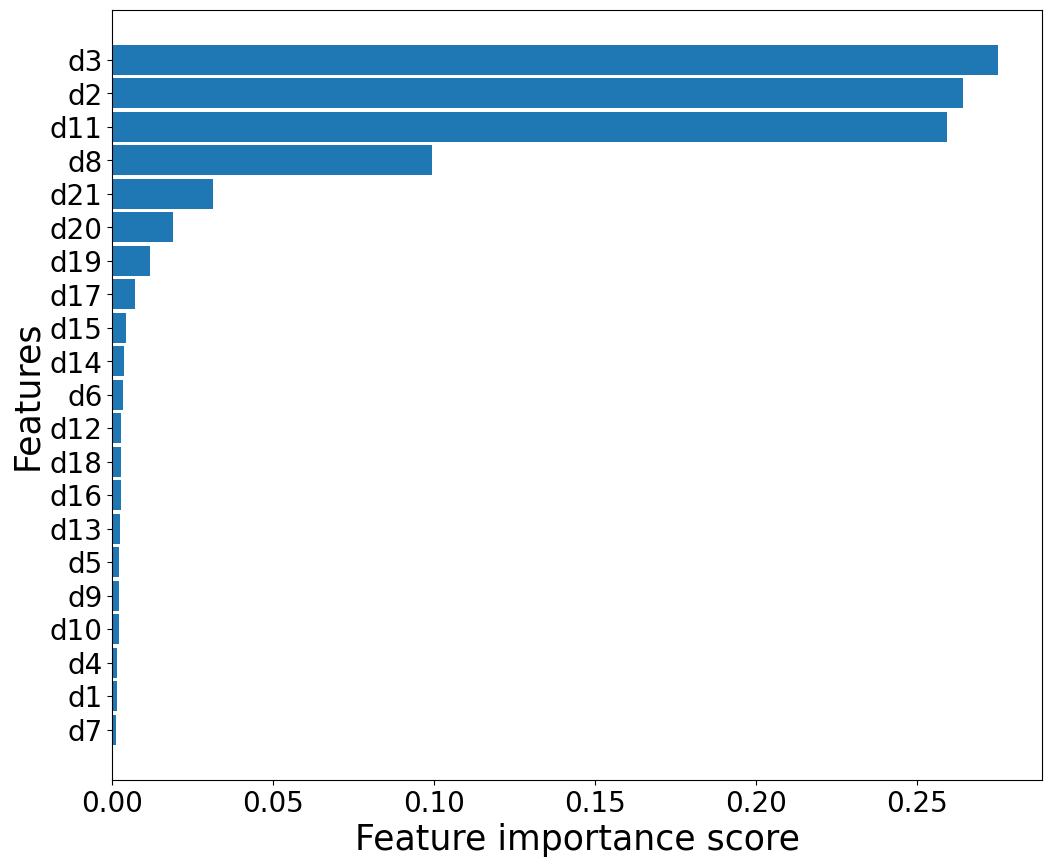 d3
d2
d11
d8
d21
d20
d19
d17
d15
d14
d6
d12
d18
d16
d13
d5
d9
d10
d4
d1
d7
Features
0.00 0.05 0.10 0.15 0.20 0.25
Feature importance score